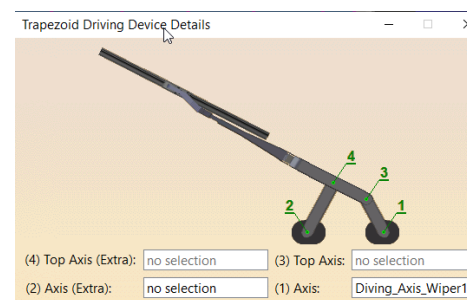 Trapezoid Driving Device Details
4
3
2
1
(4) Top Axis (Extra): no selection (3) Top Axis: no selection
(2) Axis (Extra): no selection (1) Axis: Diving_Axis_Wiper1